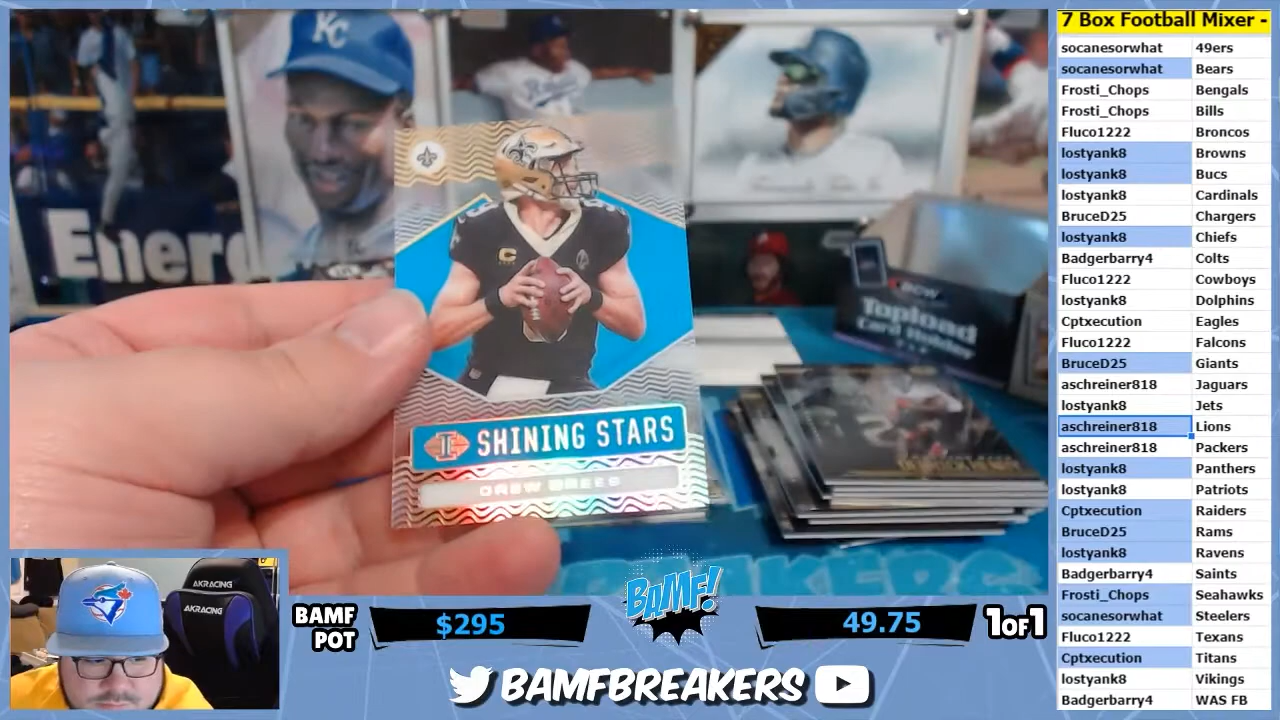 7 Box Football Mixer -
socanesorwhat 49ers
socanesorwhat Bears
Frosti_Chops Bengals
Frosti_Chops Bills
Fluco1222 Broncos
lostyank8 Browns
lostyank8 Bucs
lostyank8 Cardinals
BruceD25 Chargers
lostyank8 Chiefs
Badgerbarry4 Colts
Fluco1222 Cowboys
lostyank8 Dolphins
Cptxecution Eagles
Fluco1222 Falcons
BruceD25 Giants
aschreiner818 Jaguars
lostyank8 Jets
aschreiner818 Lions
aschreiner818 Packers
lostyank8 Panthers
lostyank8 Patriots
Cptxecution Raiders
BruceD25 Rams
lostyank8 Ravens
Badgerbarry4 Saints
Frosti_Chops Seahawks
socanesorwhat Steelers
Fluco1222 Texans
Cptxecution Titans
lostyank8 Vikings
Badgerbarry4 WAS FB
KC
Ener
Topload
Card Holder
C
SHINING STARS
DREW BREES
AKRACING
AKRACING
BAMF POT
$295
BAMF!
49.75
1OF1
BAMFBREAKERS